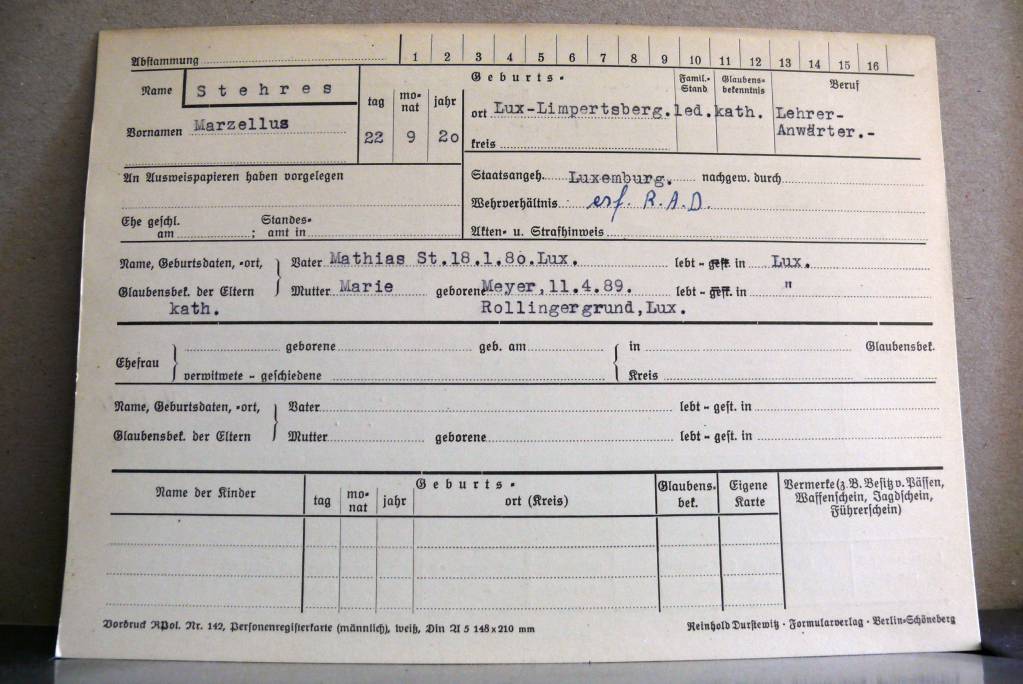 Abstammung 1 2 3 4 5 6 7 8 9 10 11 12 13 14 15 16
Name Stehres
Vornamen Marzellus
tag mo-nat jahr
22 9 20
Geburts-
ort Lux-Limpertsberg.
kreis
Famil.-Stand
led.
Glaubens-bekenntnis
kath.
Beruf
Lehrer-
Anwärter.-
An Ausweispapieren haben vorgelegen
Ehe geschl. Standes-
am ; amt in
Staatsangeh. Luxemburg. nachgew. durch
Wehrverhältnis erf. R.A.D.
Akten- u. Strafhinweis
Name, Geburtsdaten, -ort, Vater Mathias St.18.1.80.Lux. lebt - gest. in Lux.
Glaubensbek. der Eltern Mutter Marie geborene Meyer, 11.4.89. lebt - gest. in "
kath. Rollingergrund, Lux.
Ehefrau geborene geb. am in Glaubensbek.
verwitwete - geschiedene Kreis
Name, Geburtsdaten, -ort, Vater lebt - gest. in
Glaubensbek. der Eltern Mutter geborene lebt - gest. in
Name der Kinder
Geburts-
tag mo-nat jahr ort (Kreis)
Glaubens-
bek.
Eigene
Karte
Vermerke (z. B. Besitz v. Pässen,
Waffenschein, Jagdschein,
Führerschein)
Vordruck RPol. Nr. 142, Personenregisterkarte (männlich), weiß, Din A 5 148 x 210 mm
Reinhold Durstewitz · Formularverlag · Berlin-Schöneberg